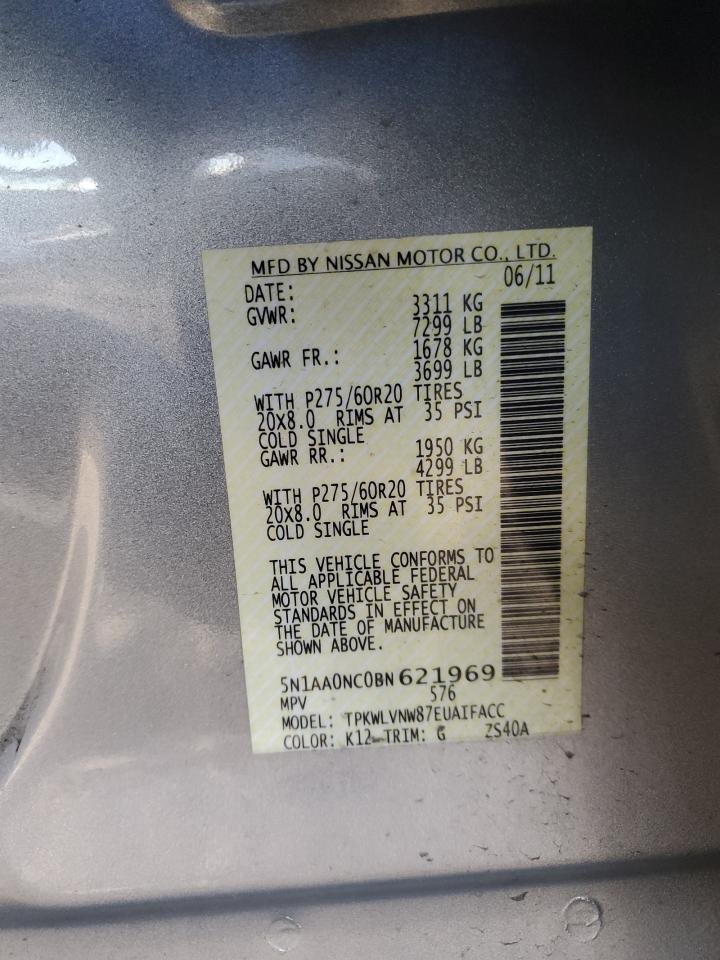 MFD BY NISSAN MOTOR CO., LTD.
DATE: 06/11
GVWR: 3311 KG
7299 LB
GAWR FR.: 1678 KG
3699 LB
WITH P275/60R20 TIRES
20X8.0 RIMS AT 35 PSI
COLD SINGLE
GAWR RR.: 1950 KG
4299 LB
WITH P275/60R20 TIRES
20X8.0 RIMS AT 35 PSI
COLD SINGLE
THIS VEHICLE CONFORMS TO
ALL APPLICABLE FEDERAL
MOTOR VEHICLE SAFETY
STANDARDS IN EFFECT ON
THE DATE OF MANUFACTURE
SHOWN ABOVE.
5N1AA0NC0BN621969
MPV 576
MODEL: TPKWLVNW87EUAIFACC
COLOR: K12 TRIM: G ZS40A